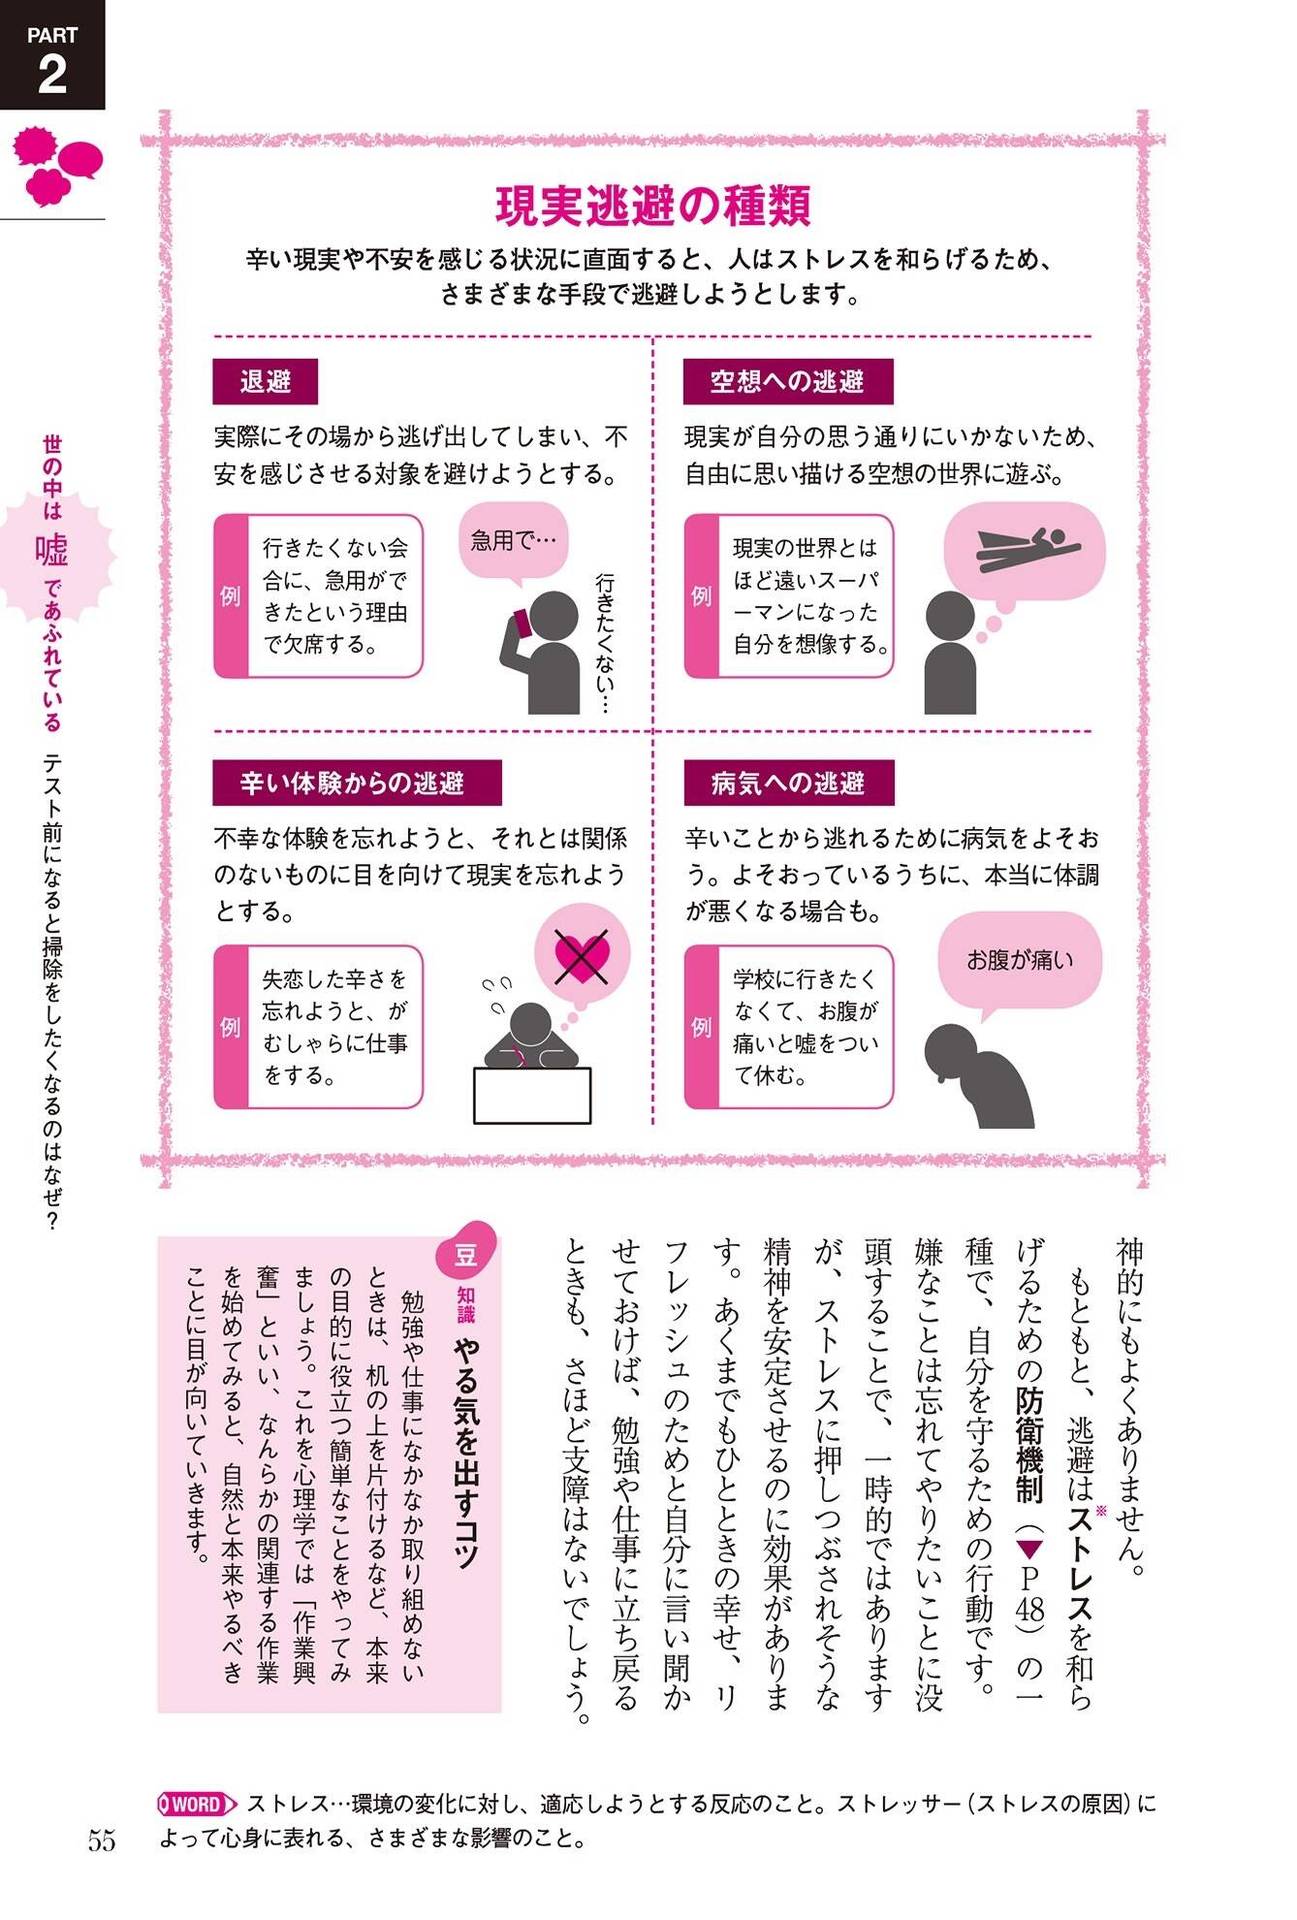 PART
2
世の中は 嘘 であふれている テスト前になると掃除をしたくなるのはなぜ？
現実逃避の種類
辛い現実や不安を感じる状況に直面すると、人はストレスを和らげるため、
さまざまな手段で逃避しようとします。
退避
実際にその場から逃げ出してしまい、不
安を感じさせる対象を避けようとする。
例
行きたくない会
合に、急用がで
きたという理由
で欠席する。
急用で…
行きたくない…
空想への逃避
現実が自分の思う通りにいかないため、
自由に思い描ける空想の世界に遊ぶ。
例
現実の世界とは
ほど遠いスーパ
ーマンになった
自分を想像する。
辛い体験からの逃避
不幸な体験を忘れようと、それとは関係
のないものに目を向けて現実を忘れよう
とする。
例
失恋した辛さを
忘れようと、が
むしゃらに仕事
をする。
病気への逃避
辛いことから逃れるために病気をよそお
う。よそおっているうちに、本当に体調
が悪くなる場合も。
例
学校に行きたく
なくて、お腹が
痛いと嘘をつい
て休む。
お腹が痛い
神的にもよくありません。
もともと、逃避はストレス※を和ら
げるための防衛機制（▼P48）の一
種で、自分を守るための行動です。
嫌なことは忘れてやりたいことに没
頭することで、一時的ではあります
が、ストレスに押しつぶされそうな
精神を安定させるのに効果がありま
す。あくまでもひとときの幸せ、リ
フレッシュのためと自分に言い聞か
せておけば、勉強や仕事に立ち戻る
ときも、さほど支障はないでしょう。
豆知識 やる気を出すコツ
勉強や仕事になかなか取り組めない
ときは、机の上を片付けるなど、本来
の目的に役立つ簡単なことをやってみ
ましょう。これを心理学では「作業興
奮」といい、なんらかの関連する作業
を始めてみると、自然と本来やるべき
ことに目が向いていきます。
WORD ストレス…環境の変化に対し、適応しようとする反応のこと。ストレッサー（ストレスの原因）に
よって心身に表れる、さまざまな影響のこと。
55